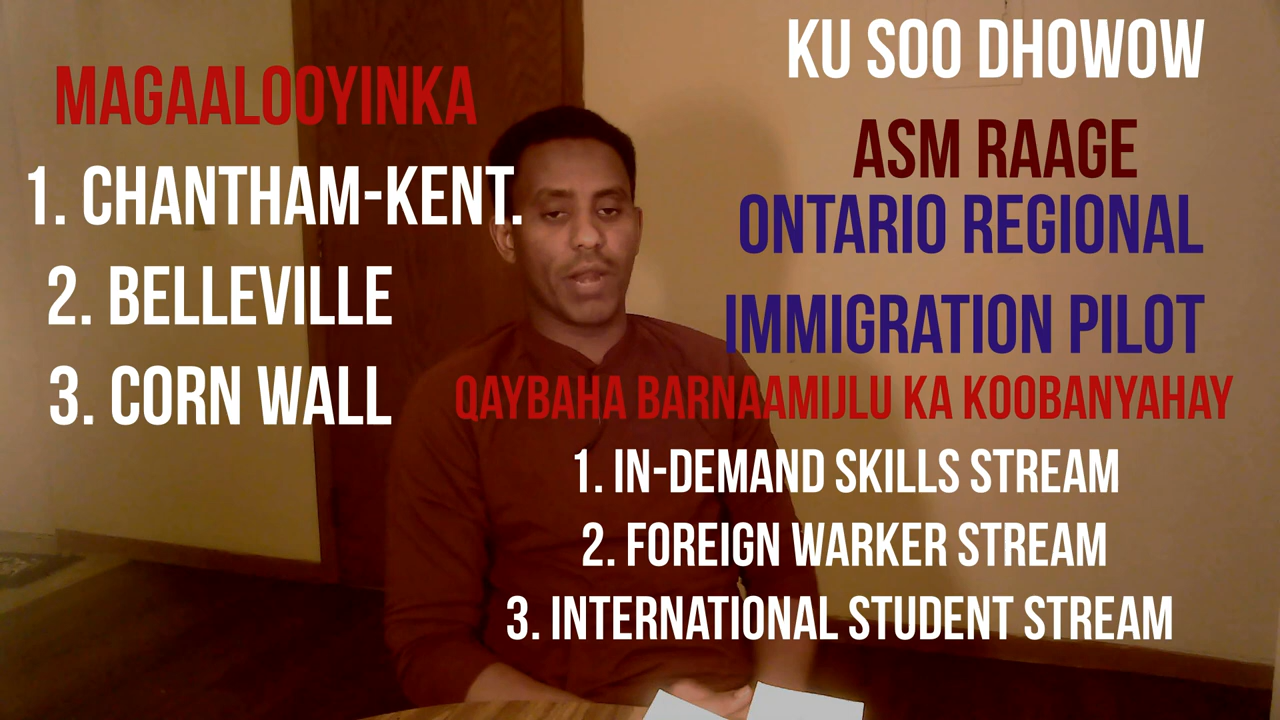 MAGAALOOYINKA
1. CHANTHAM-KENT.
2. BELLEVILLE
3. CORN WALL
KU SOO DHOWOW
ASM RAAGE
ONTARIO REGIONAL
IMMIGRATION PILOT
QAYBAHA BARNAAMIJLU KA KOOBANYAHAY
1. IN-DEMAND SKILLS STREAM
2. FOREIGN WARKER STREAM
3. INTERNATIONAL STUDENT STREAM